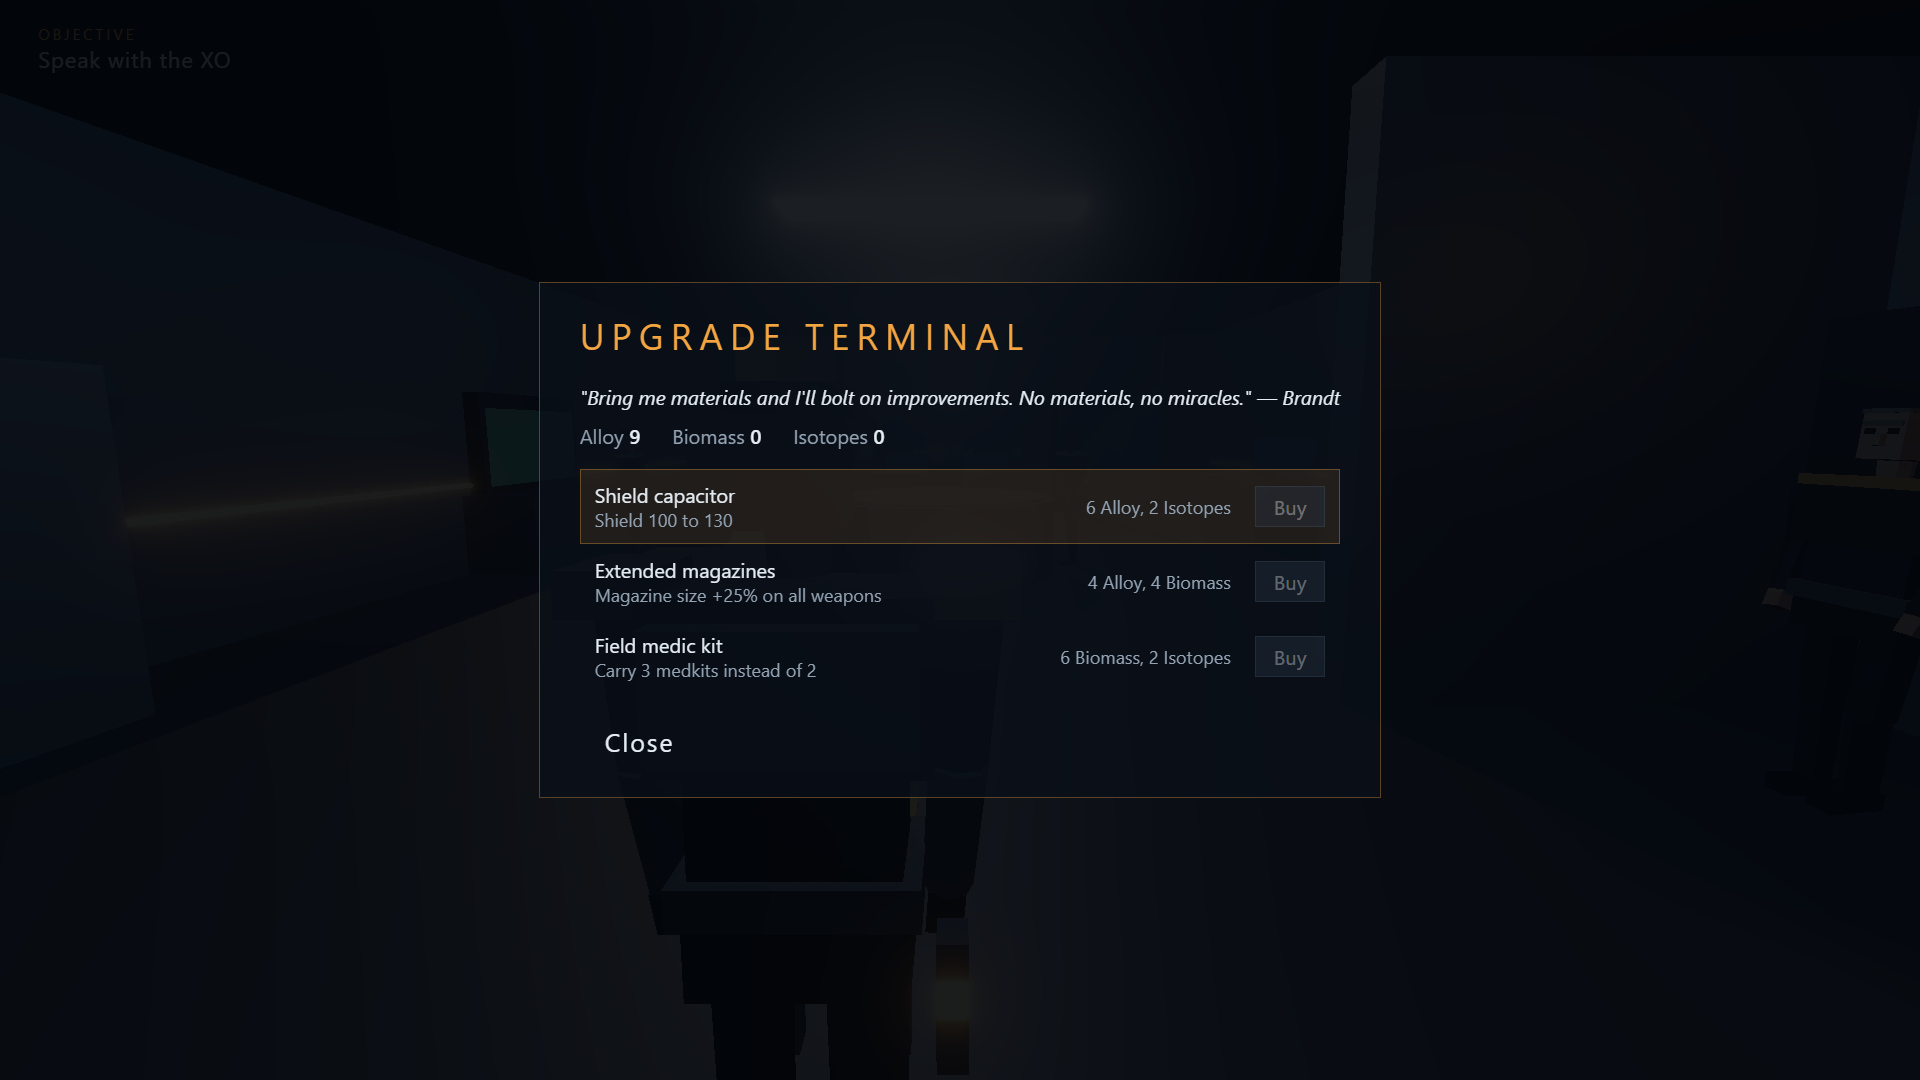 OBJECTIVE
Speak with the XO
UPGRADE TERMINAL
"Bring me materials and I'll bolt on improvements. No materials, no miracles." — Brandt
Alloy 9 Biomass 0 Isotopes 0
Shield capacitor
Shield 100 to 130
6 Alloy, 2 Isotopes
Buy
Extended magazines
Magazine size +25% on all weapons
4 Alloy, 4 Biomass
Buy
Field medic kit
Carry 3 medkits instead of 2
6 Biomass, 2 Isotopes
Buy
Close